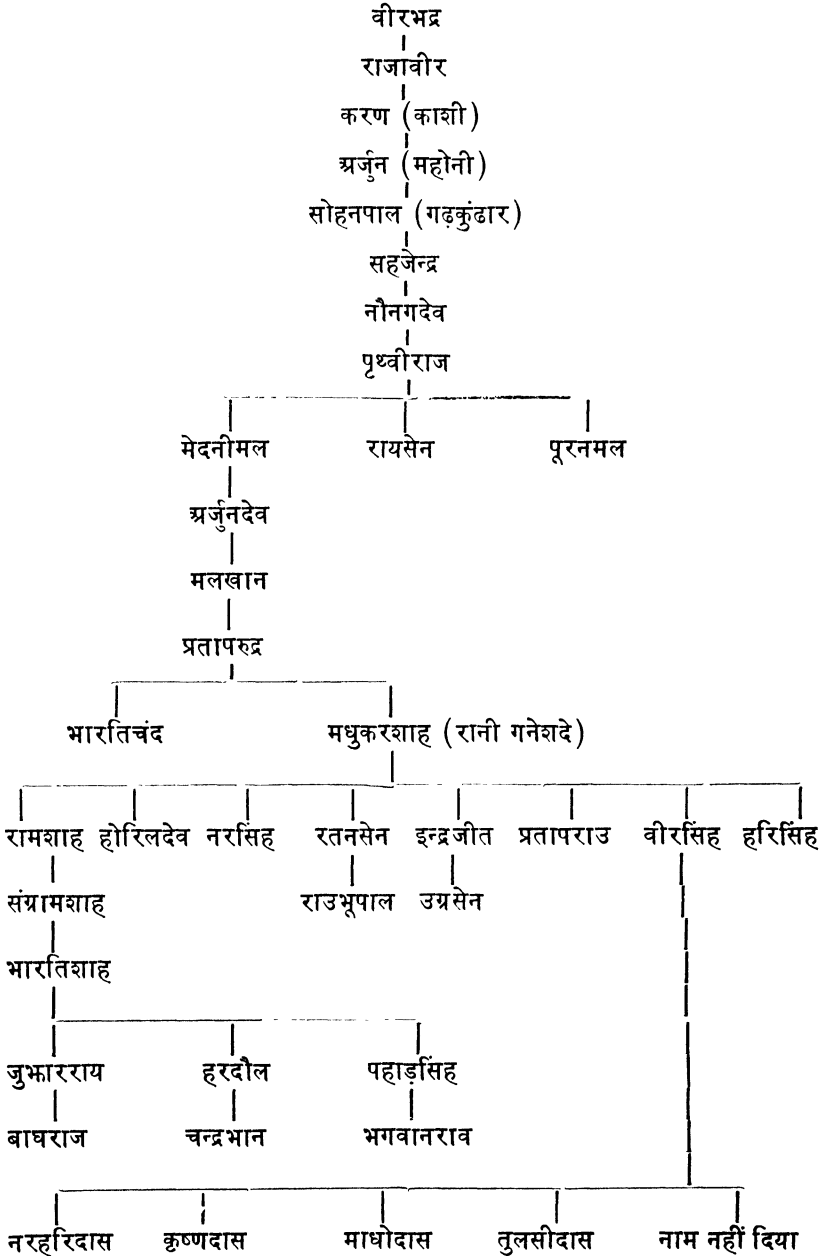 वीरभद्र
राजावीर
करण (काशी)
अर्जुन (महोनी)
सोहनपाल (गढ़कुंढार)
सहजेन्द्र
नौनगदेव
पृथ्वीराज
मेदनीमल रायसेन पूरनमल
अर्जुनदेव
मलखान
प्रतापरुद्र
भारतिचंद मधुकरशाह (रानी गनेशदे)
रामशाह होरिलदेव नरसिंह रतनसेन इन्द्रजीत प्रतापराउ वीरसिंह हरिसिंह
संग्रामशाह राउभूपाल उग्रसेन
भारतिशाह
जुझारराय हरदौल पहाड़सिंह
बाघराज चन्द्रभान भगवानराव
नरहरिदास कृष्णदास माधोदास तुलसीदास नाम नहीं दिया